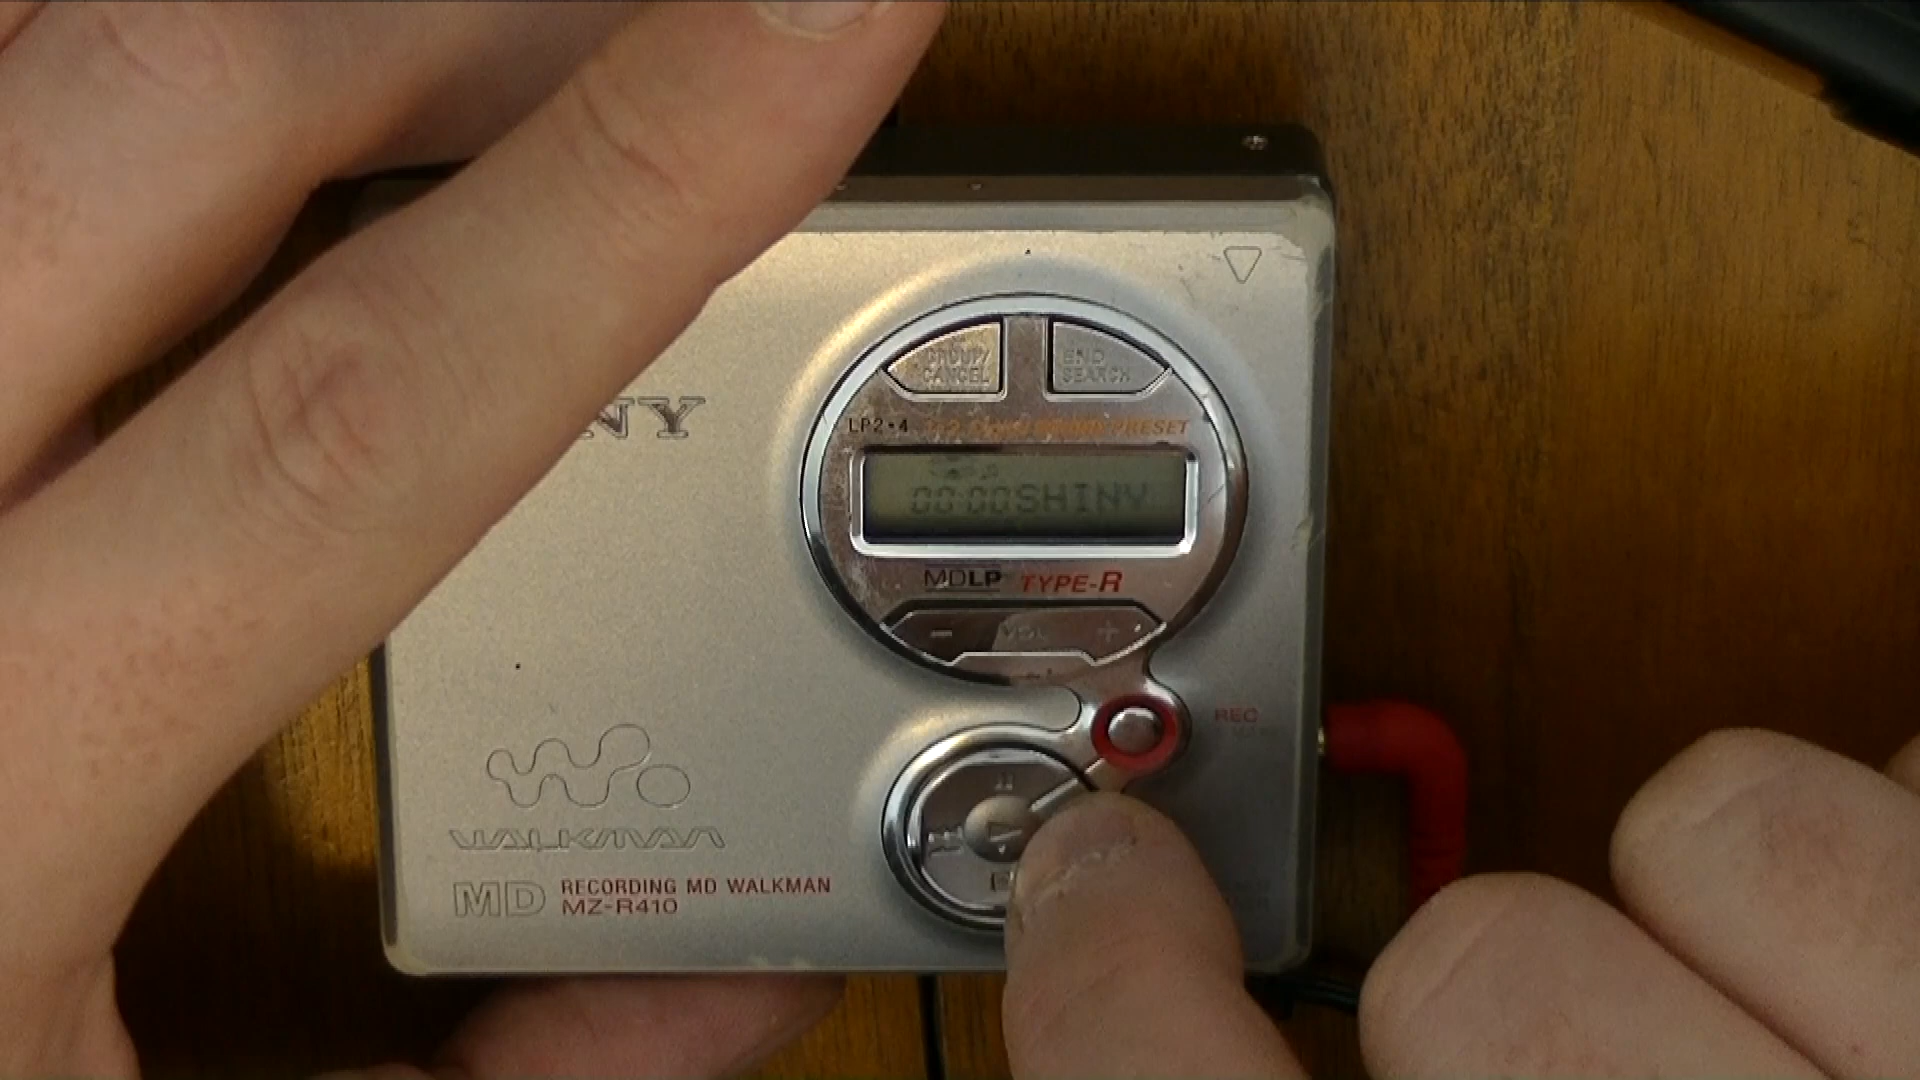 GROUP/
CANCEL
END
SEARCH
NY
LP2•4
PRESET
00:00SHINY
MDLP TYPE-R
− VOL +
REC
WALKMAN
MD RECORDING MD WALKMAN
MZ-R410